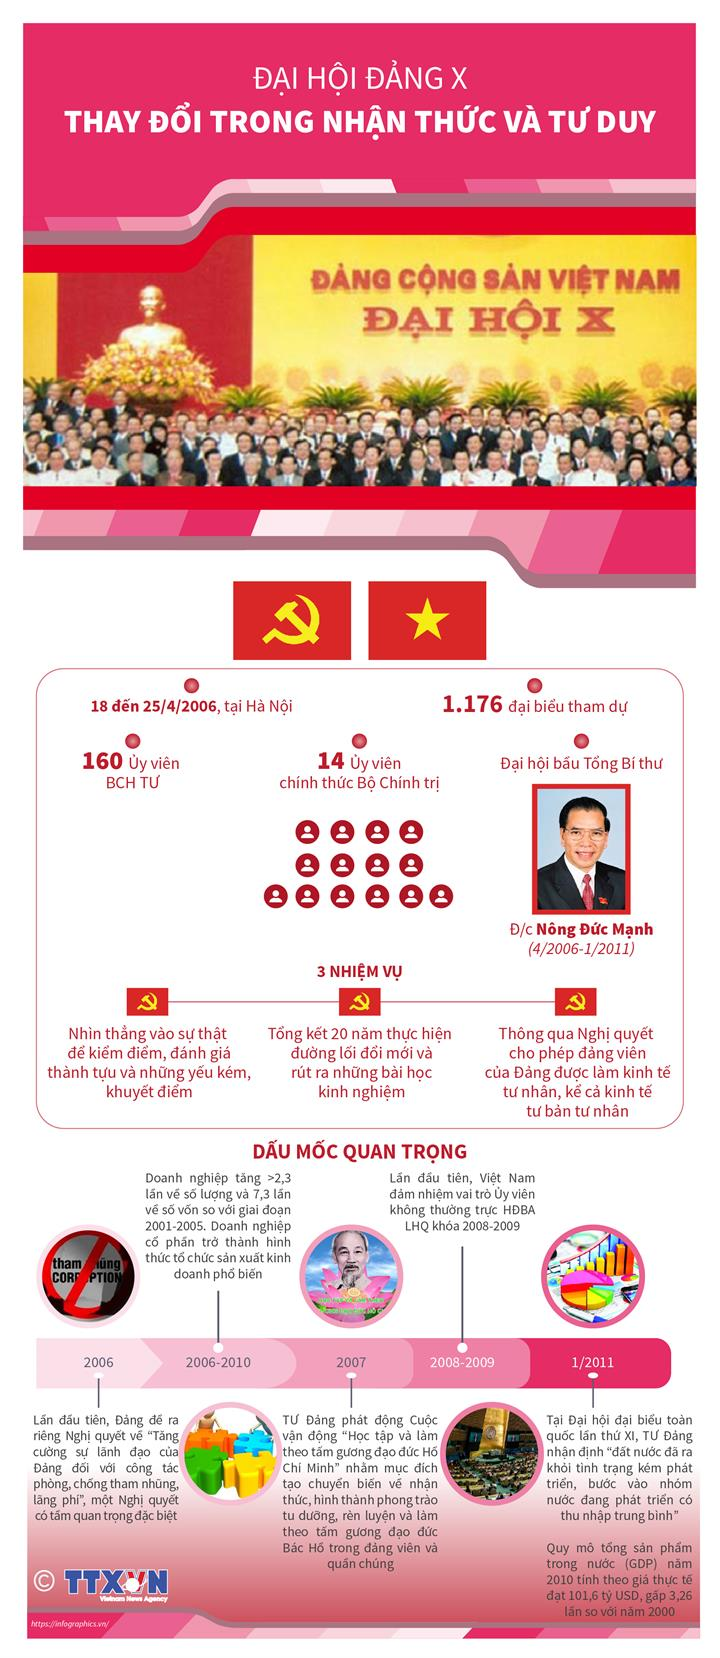 ĐẠI HỘI ĐẢNG X
THAY ĐỔI TRONG NHẬN THỨC VÀ TƯ DUY
ĐẢNG CỘNG SẢN VIỆT NAM
ĐẠI HỘI X
18 đến 25/4/2006, tại Hà Nội
1.176 đại biểu tham dự
160 Ủy viên
BCH TƯ
14 Ủy viên
chính thức Bộ Chính trị
Đại hội bầu Tổng Bí thư
Đ/c Nông Đức Mạnh
(4/2006-1/2011)
3 NHIỆM VỤ
Nhìn thẳng vào sự thật
để kiểm điểm, đánh giá
thành tựu và những yếu kém,
khuyết điểm
Tổng kết 20 năm thực hiện
đường lối đổi mới và
rút ra những bài học
kinh nghiệm
Thông qua Nghị quyết
cho phép đảng viên
của Đảng được làm kinh tế
tư nhân, kể cả kinh tế
tư bản tư nhân
DẤU MỐC QUAN TRỌNG
Doanh nghiệp tăng >2,3
lần về số lượng và 7,3 lần
về số vốn so với giai đoạn
2001-2005. Doanh nghiệp
cổ phần trở thành hình
thức tổ chức sản xuất kinh
doanh phổ biến
Lần đầu tiên, Việt Nam
đảm nhiệm vai trò Ủy viên
không thường trực HĐBA
LHQ khóa 2008-2009
tham nhũng
CORRUPTION
2006
2006-2010
2007
2008-2009
1/2011
Lần đầu tiên, Đảng đề ra
riêng Nghị quyết về “Tăng
cường sự lãnh đạo của
Đảng đối với công tác
phòng, chống tham nhũng,
lãng phí”, một Nghị quyết
có tầm quan trọng đặc biệt
TƯ Đảng phát động Cuộc
vận động “Học tập và làm
theo tấm gương đạo đức Hồ
Chí Minh” nhằm mục đích
tạo chuyển biến về nhận
thức, hình thành phong trào
tu dưỡng, rèn luyện và làm
theo tấm gương đạo đức
Bác Hồ trong đảng viên và
quần chúng
Tại Đại hội đại biểu toàn
quốc lần thứ XI, TƯ Đảng
nhận định “đất nước đã ra
khỏi tình trạng kém phát
triển, bước vào nhóm
nước đang phát triển có
thu nhập trung bình”
Quy mô tổng sản phẩm
trong nước (GDP) năm
2010 tính theo giá thực tế
đạt 101,6 tỷ USD, gấp 3,26
lần so với năm 2000
© TTXVN
Vietnam News Agency
https://infographics.vn/